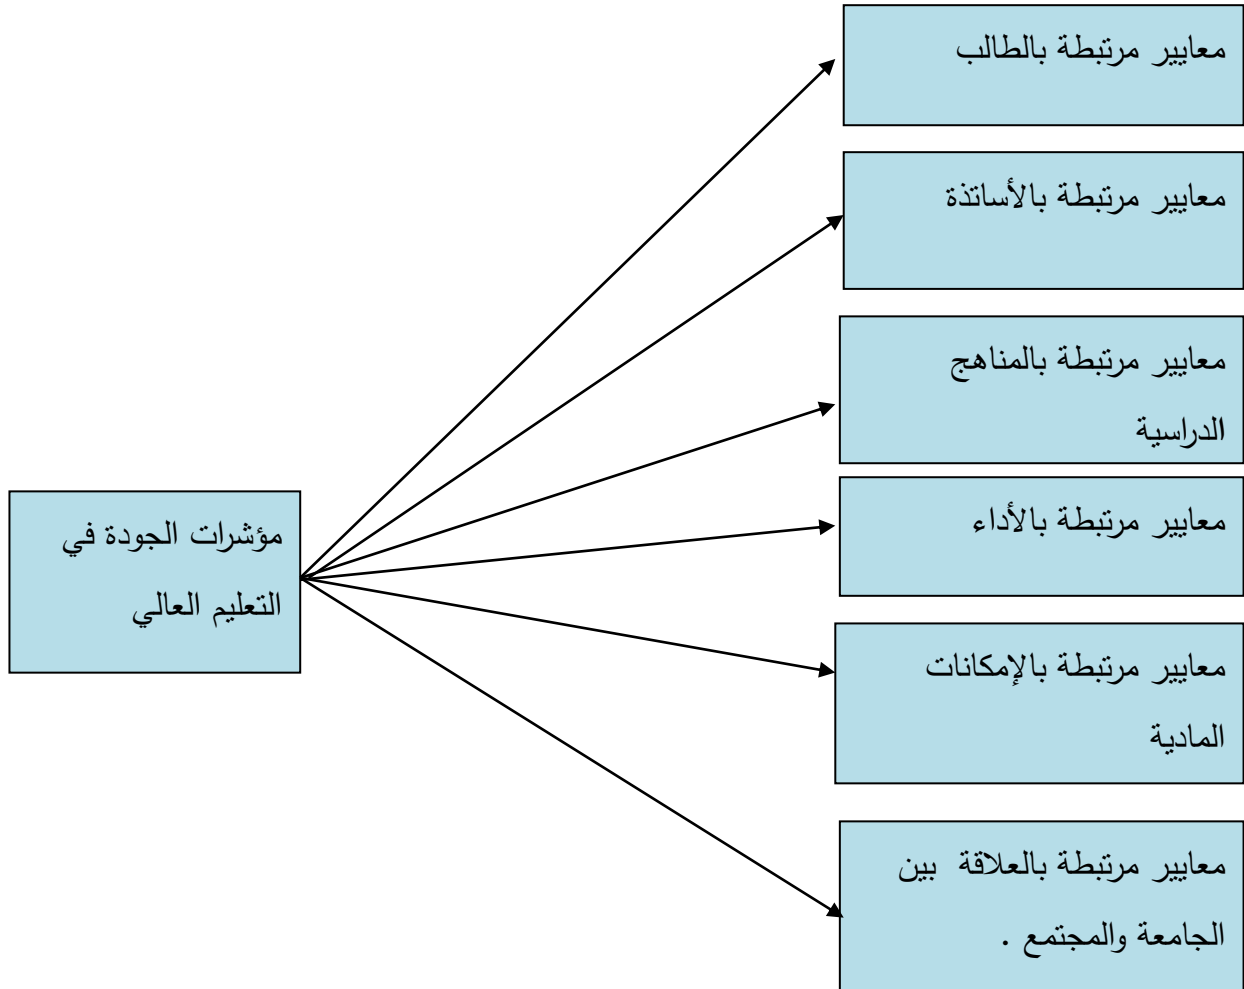 معايير مرتبطة بالطالب
معايير مرتبطة بالأساتذة
معايير مرتبطة بالمناهج
الدراسية
مؤشرات الجودة في
التعليم العالي
معايير مرتبطة بالأداء
معايير مرتبطة بالإمكانات
المادية
معايير مرتبطة بالعلاقة بين
الجامعة والمجتمع .